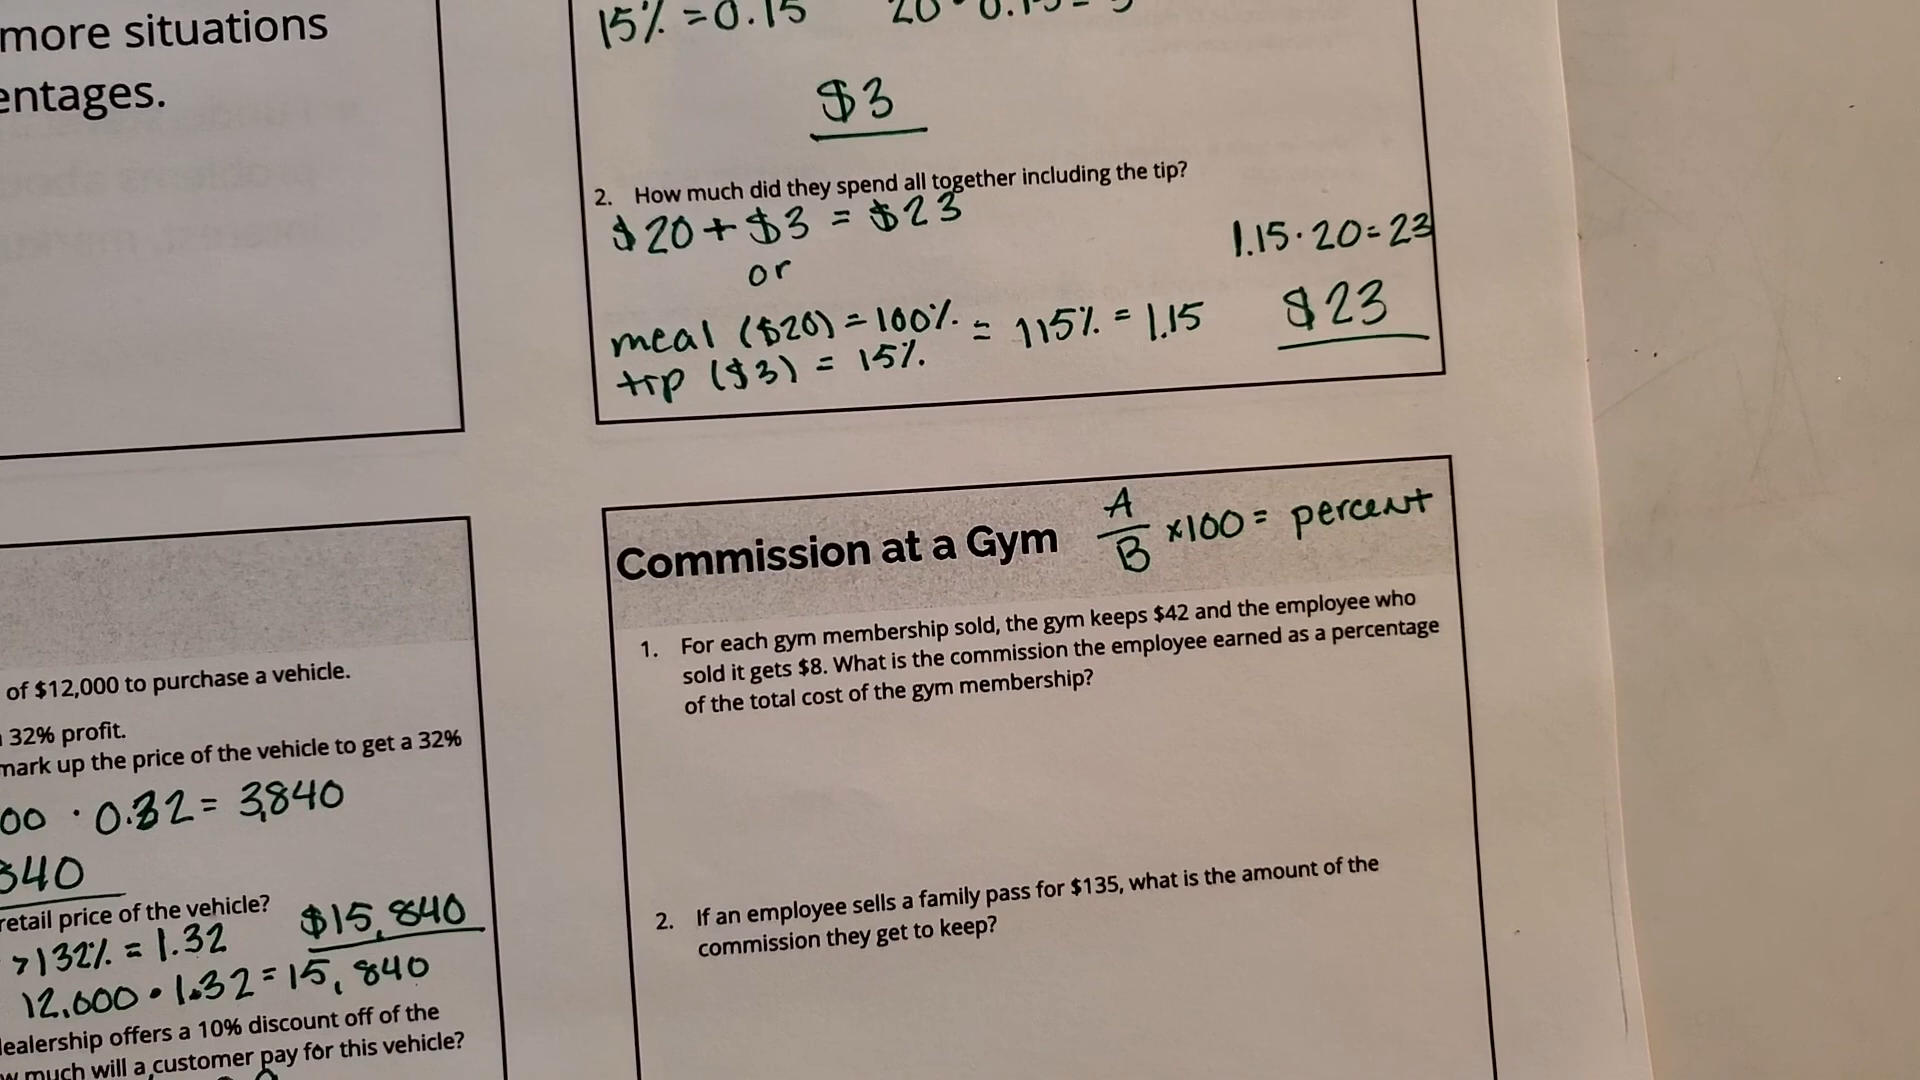 more situations
entages.
15% = 0.15
$3
2. How much did they spend all together including the tip?
$20 + $3 = $23
or
1.15 · 20 = 23
meal ($20) = 100% = 115% = 1.15
tip ($3) = 15%
$23
Commission at a Gym
A/B ×100 = percent
1. For each gym membership sold, the gym keeps $42 and the employee who
sold it gets $8. What is the commission the employee earned as a percentage
of the total cost of the gym membership?
2. If an employee sells a family pass for $135, what is the amount of the
commission they get to keep?
of $12,000 to purchase a vehicle.
32% profit.
mark up the price of the vehicle to get a 32%
00 · 0.32 = 3,840
840
retail price of the vehicle?
$15,840
>132% = 1.32
12,000 · 1.32 = 15,840
dealership offers a 10% discount off of the
w much will a customer pay for this vehicle?